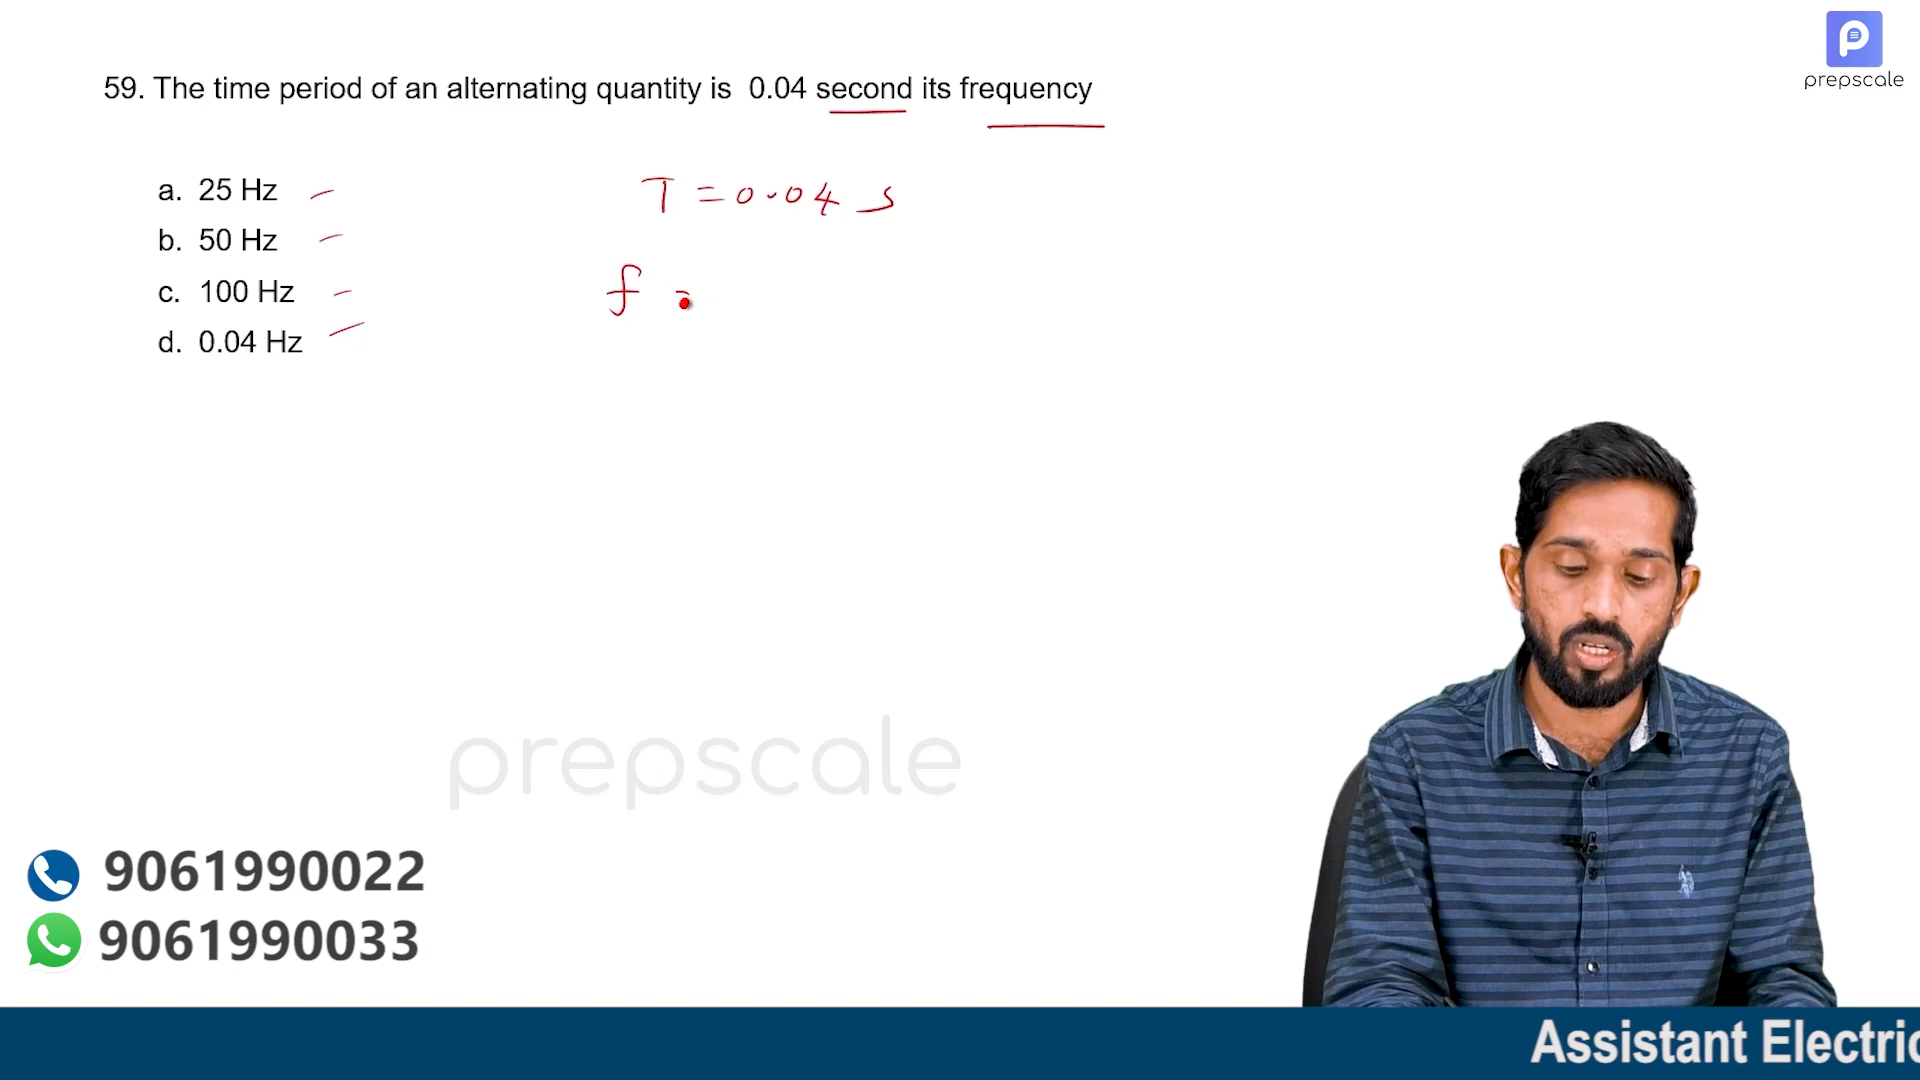 prepscale
59. The time period of an alternating quantity is 0.04 second its frequency
a. 25 Hz
b. 50 Hz
c. 100 Hz
d. 0.04 Hz
T = 0.04 s
f =
prepscale
9061990022
9061990033
Assistant Electric